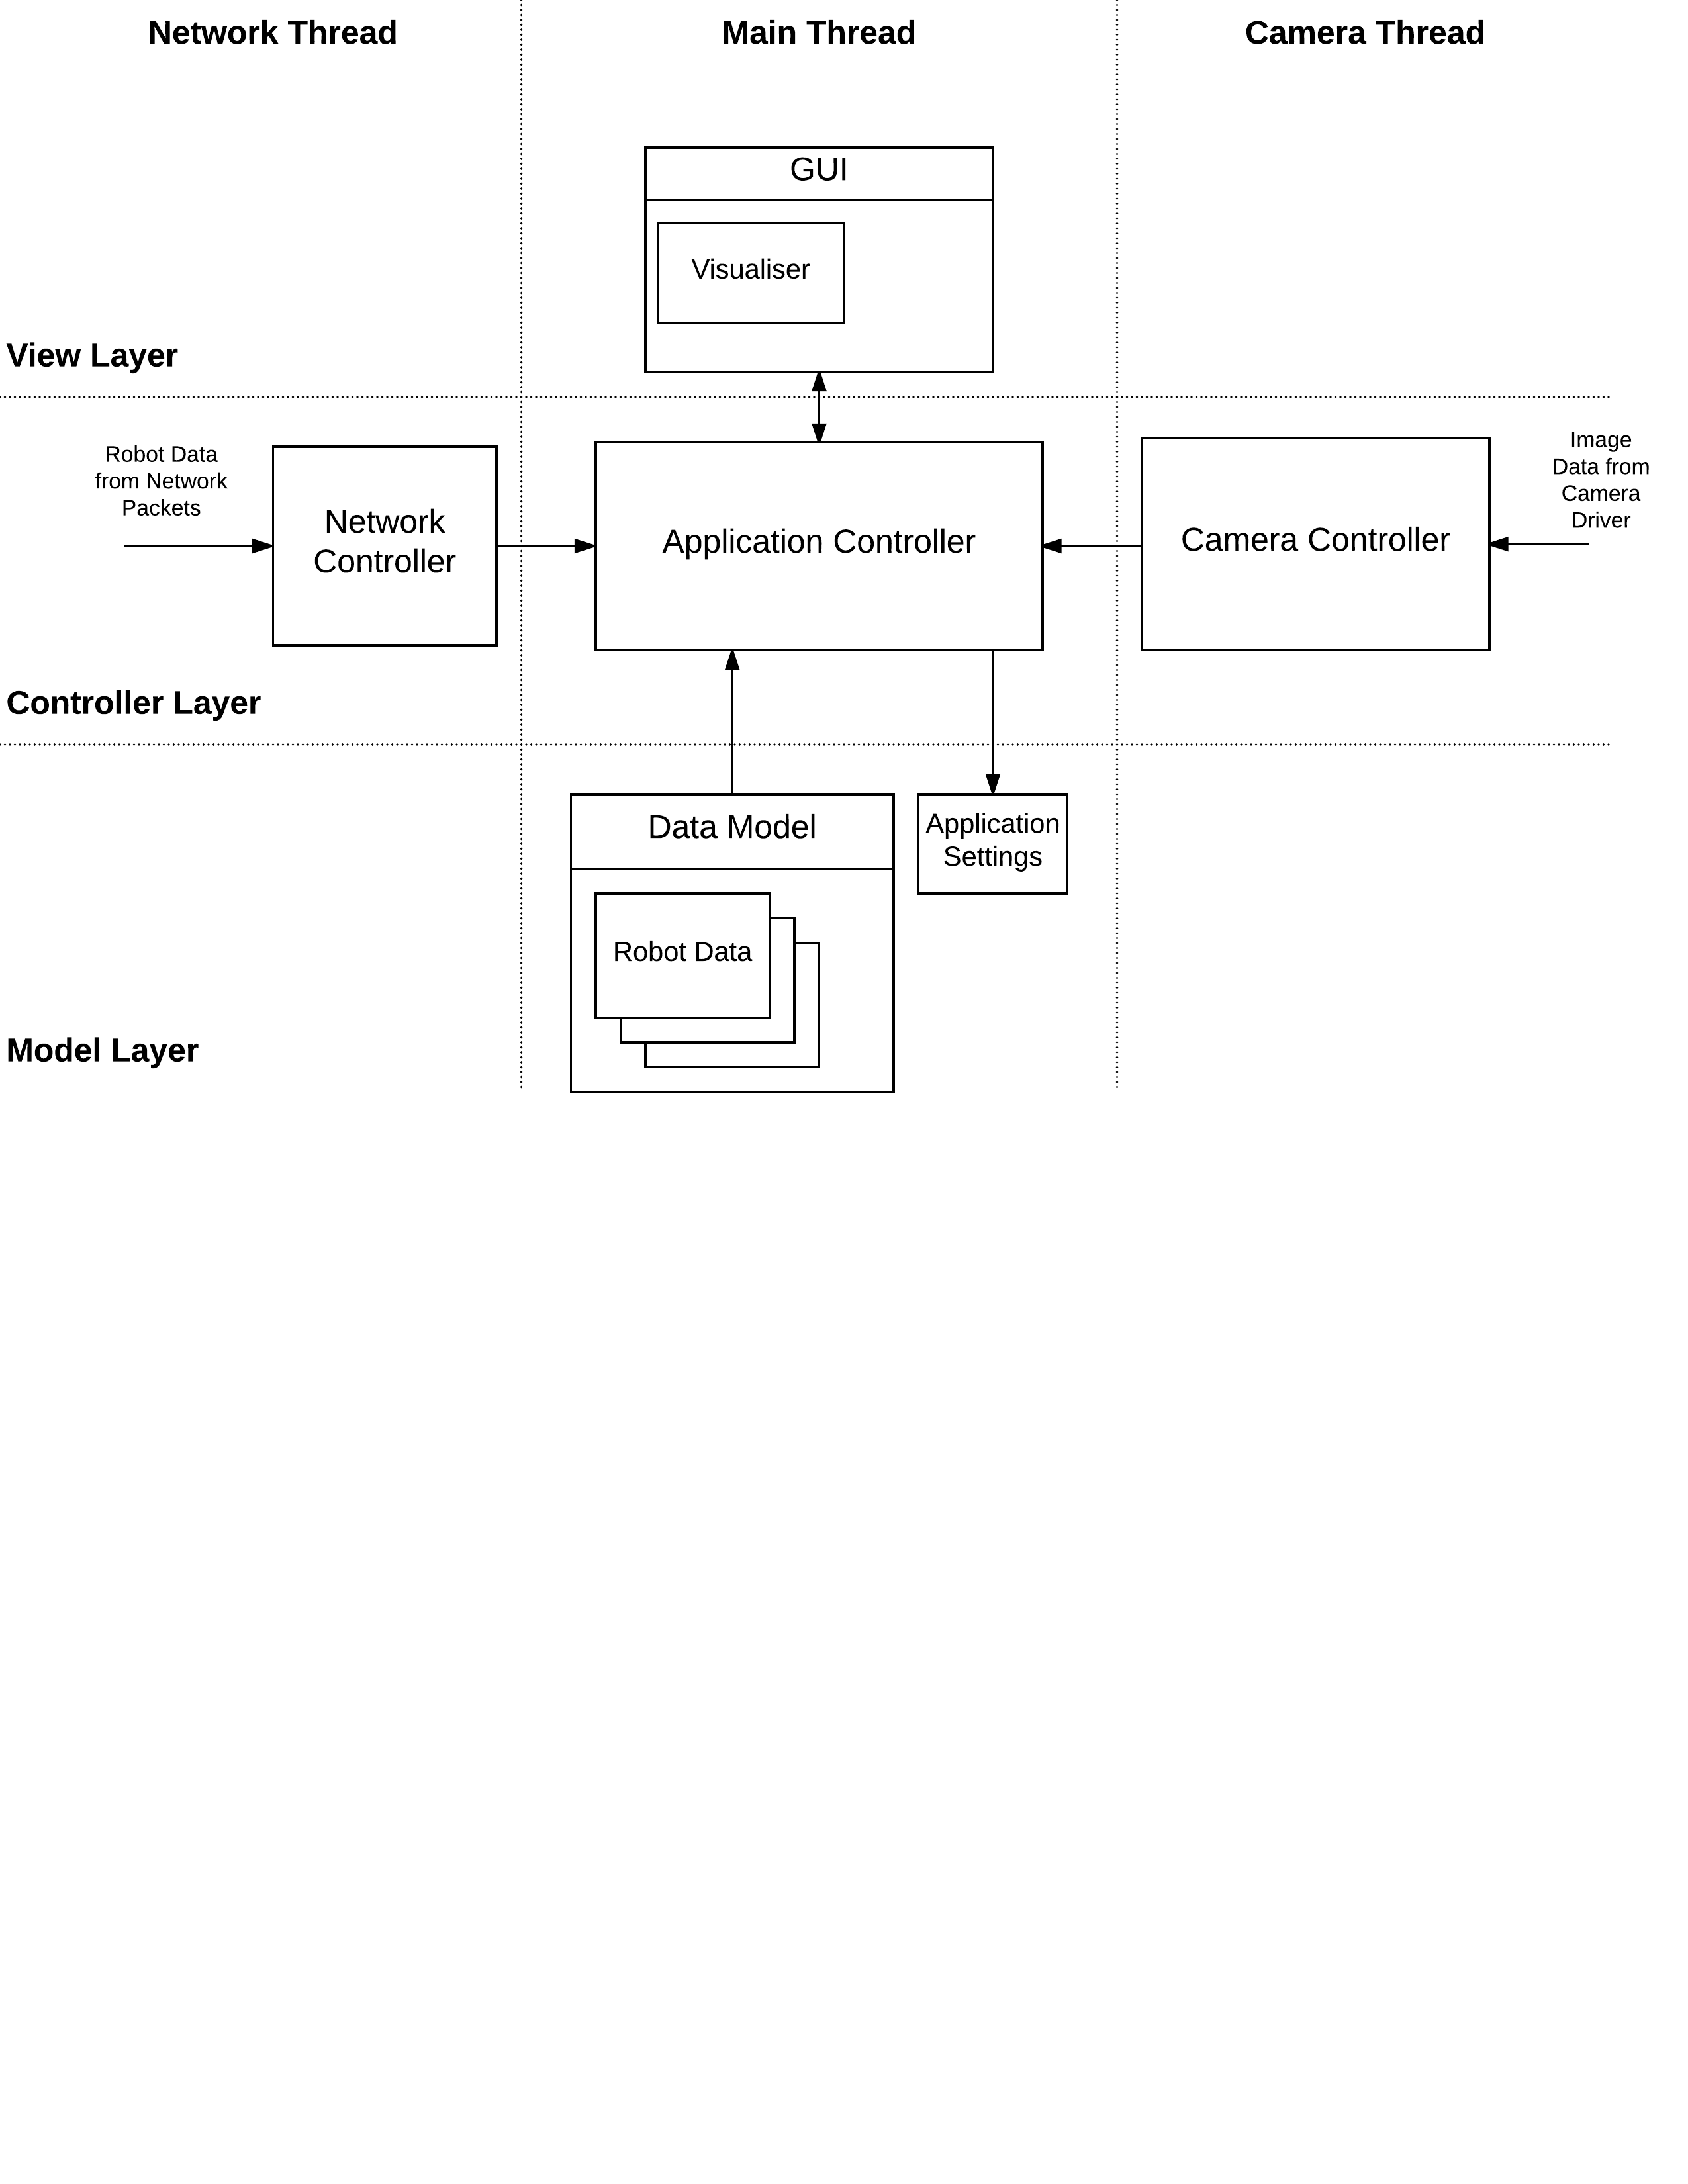 Network Thread
Main Thread
Camera Thread
GUI
Visualiser
View Layer
Robot Data
from Network
Packets
Network
Controller
Application Controller
Camera Controller
Image
Data from
Camera
Driver
Controller Layer
Data Model
Robot Data
Application
Settings
Model Layer